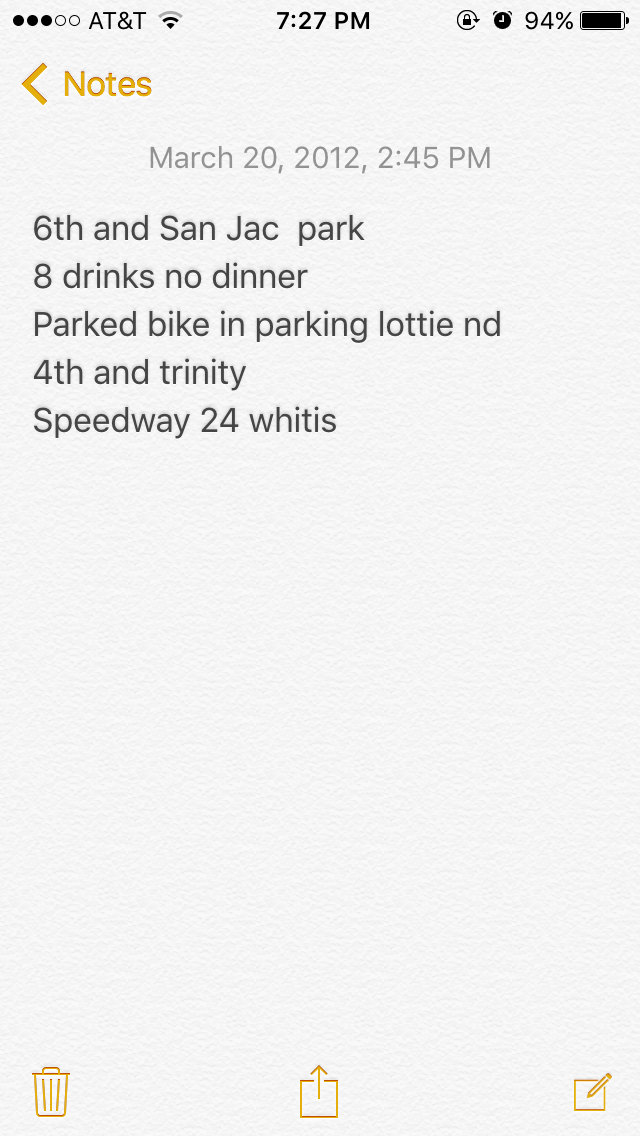 AT&T 7:27 PM 94%
Notes
March 20, 2012, 2:45 PM
6th and San Jac  park
8 drinks no dinner
Parked bike in parking lottie nd
4th and trinity
Speedway 24 whitis